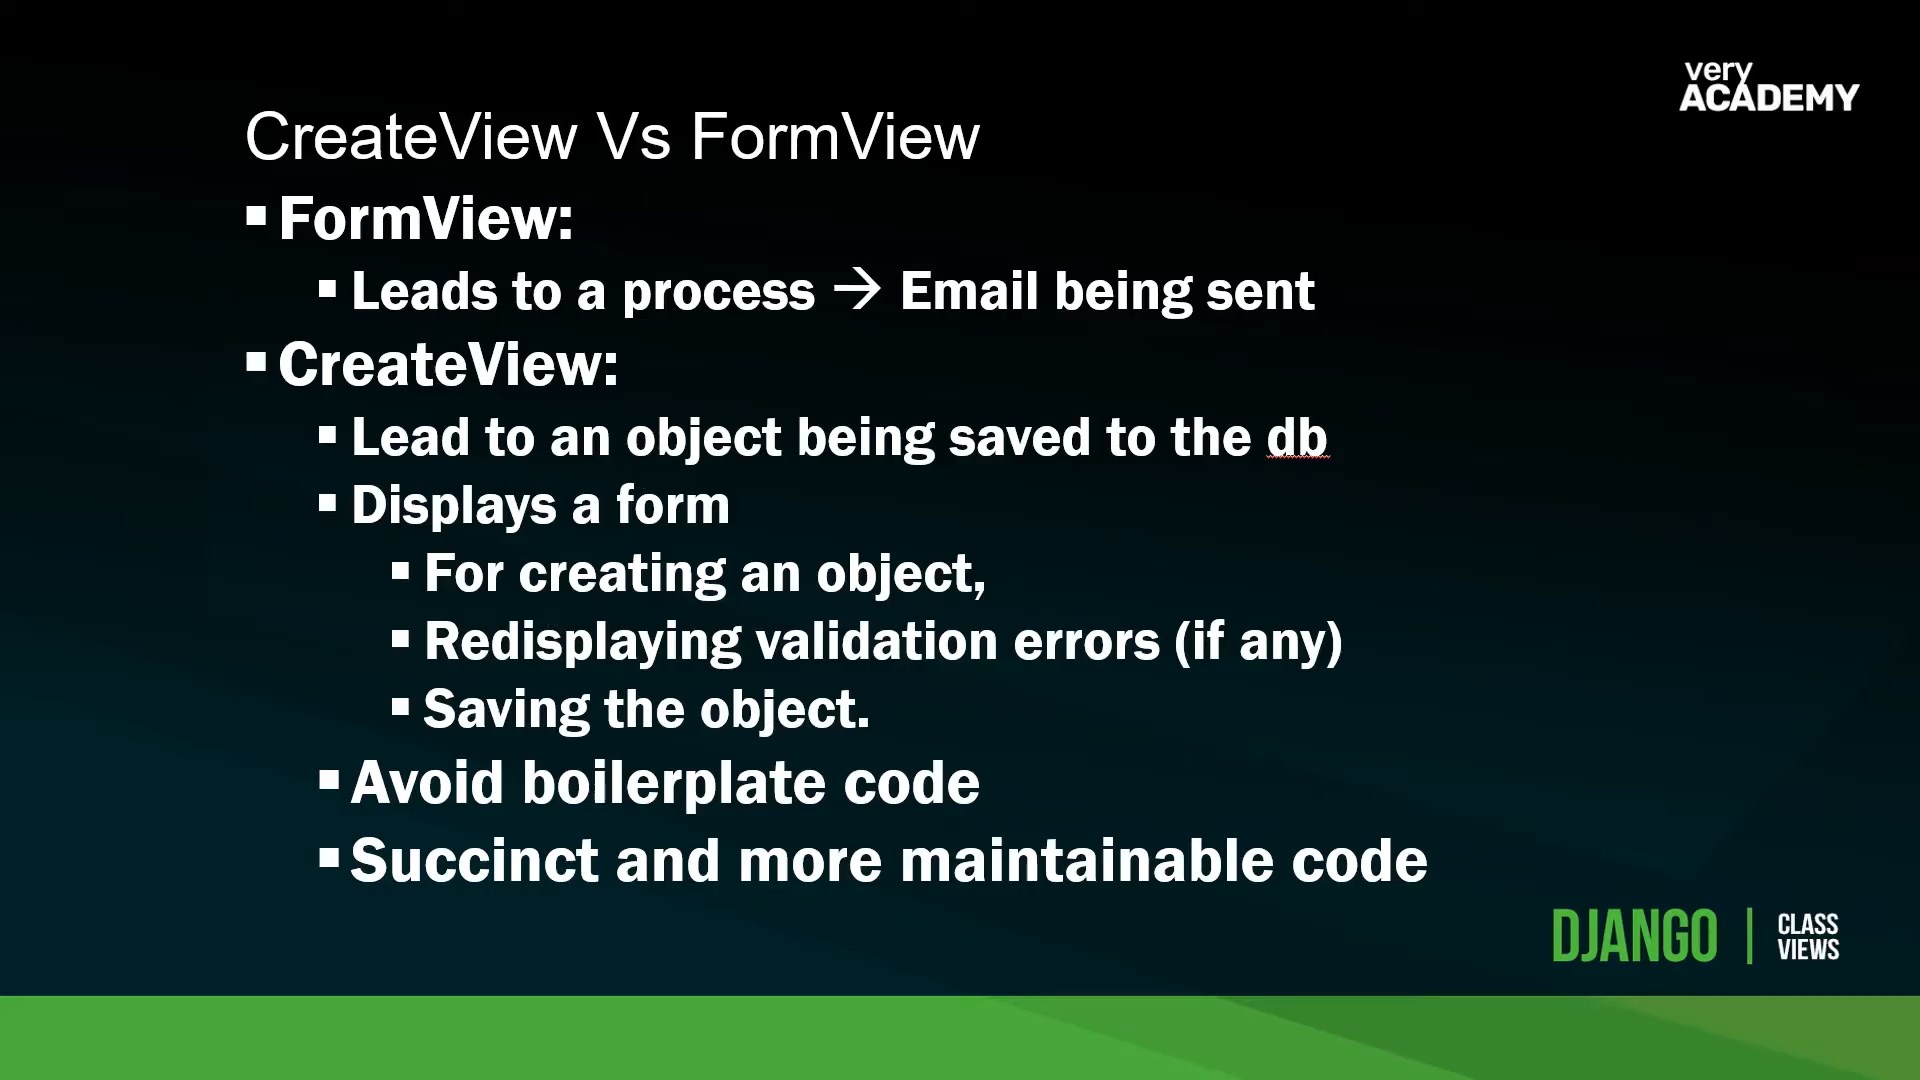 very
ACADEMY
CreateView Vs FormView
▪ FormView:
▪ Leads to a process → Email being sent
▪ CreateView:
▪ Lead to an object being saved to the db
▪ Displays a form
▪ For creating an object,
▪ Redisplaying validation errors (if any)
▪ Saving the object.
▪ Avoid boilerplate code
▪ Succinct and more maintainable code
DJANGO | CLASS
VIEWS